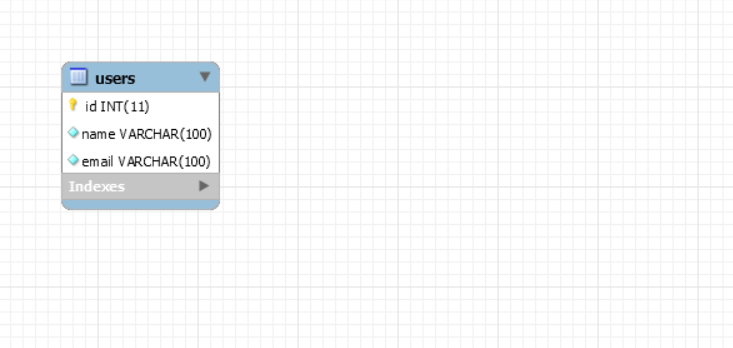 users
id INT(11)
name VARCHAR(100)
email VARCHAR(100)
Indexes